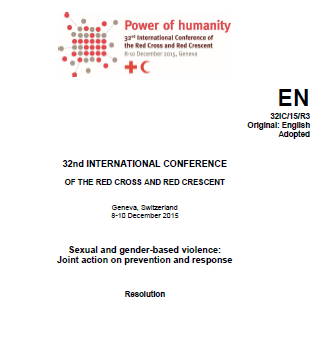 Power of humanity
32nd International Conference of
the Red Cross and Red Crescent
8-10 December 2015, Geneva
EN
32IC/15/R3
Original: English
Adopted
32nd INTERNATIONAL CONFERENCE
OF THE RED CROSS AND RED CRESCENT
Geneva, Switzerland
8-10 December 2015
Sexual and gender-based violence:
Joint action on prevention and response
Resolution